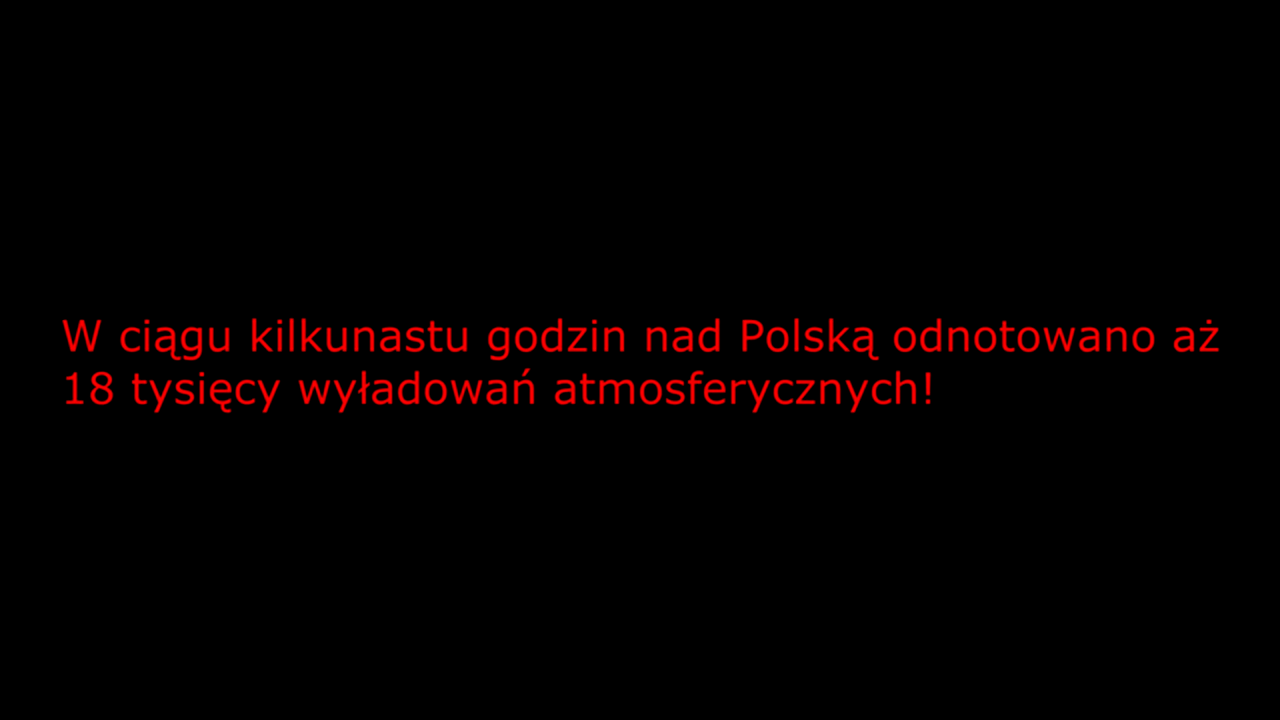 W ciągu kilkunastu godzin nad Polską odnotowano aż
18 tysięcy wyładowań atmosferycznych!